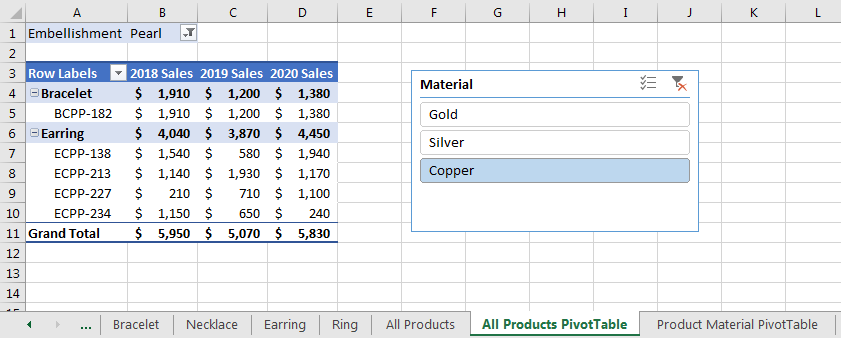 A B C D E F G H I J K L
1 Embellishment Pearl
2
3 Row Labels 2018 Sales 2019 Sales 2020 Sales
4 Bracelet $ 1,910 $ 1,200 $ 1,380
5 BCPP-182 $ 1,910 $ 1,200 $ 1,380
6 Earring $ 4,040 $ 3,870 $ 4,450
7 ECPP-138 $ 1,540 $ 580 $ 1,940
8 ECPP-213 $ 1,140 $ 1,930 $ 1,170
9 ECPP-227 $ 210 $ 710 $ 1,100
10 ECPP-234 $ 1,150 $ 650 $ 240
11 Grand Total $ 5,950 $ 5,070 $ 5,830
12
13
14
Material
Gold
Silver
Copper
... Bracelet Necklace Earring Ring All Products All Products PivotTable Product Material PivotTable